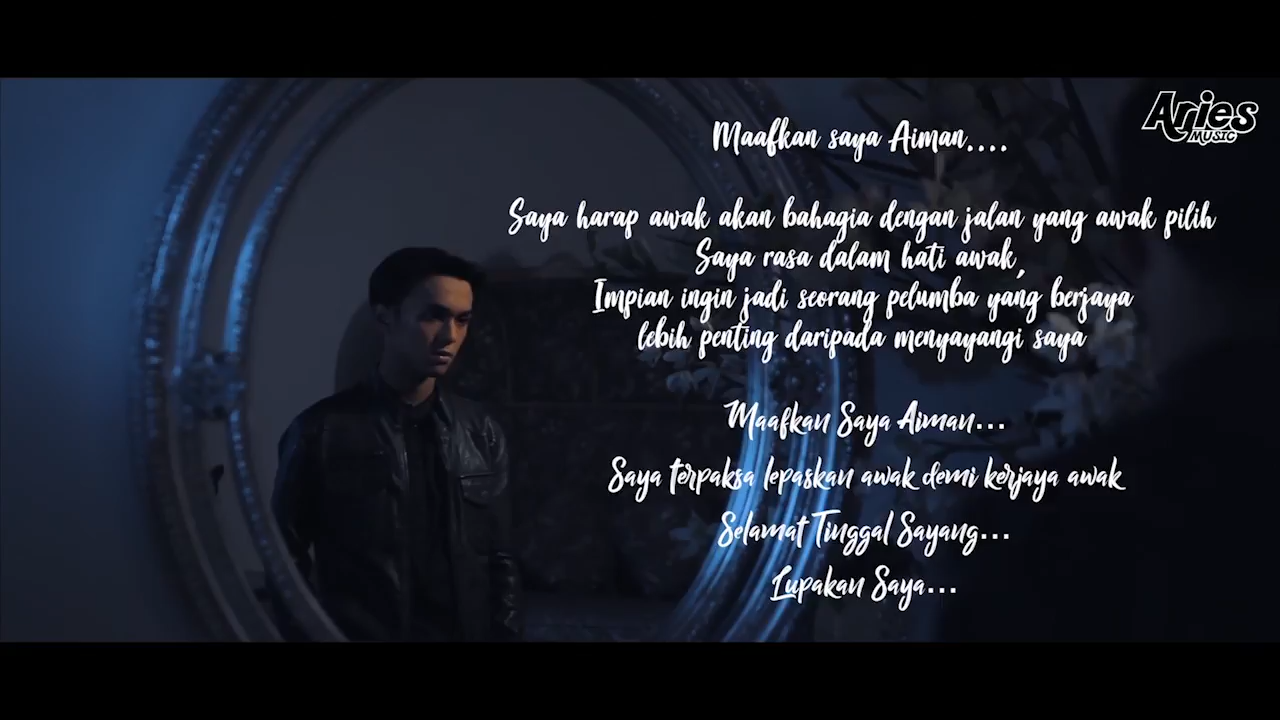 Aries
MUSIC
Maafkan saya Aiman....
Saya harap awak akan bahagia dengan jalan yang awak pilih
Saya rasa dalam hati awak,
Impian ingin jadi seorang pelumba yang berjaya
lebih penting daripada menyayangi saya
Maafkan Saya Aiman...
Saya terpaksa lepaskan awak demi kerjaya awak
Selamat Tinggal Sayang...
Lupakan Saya...